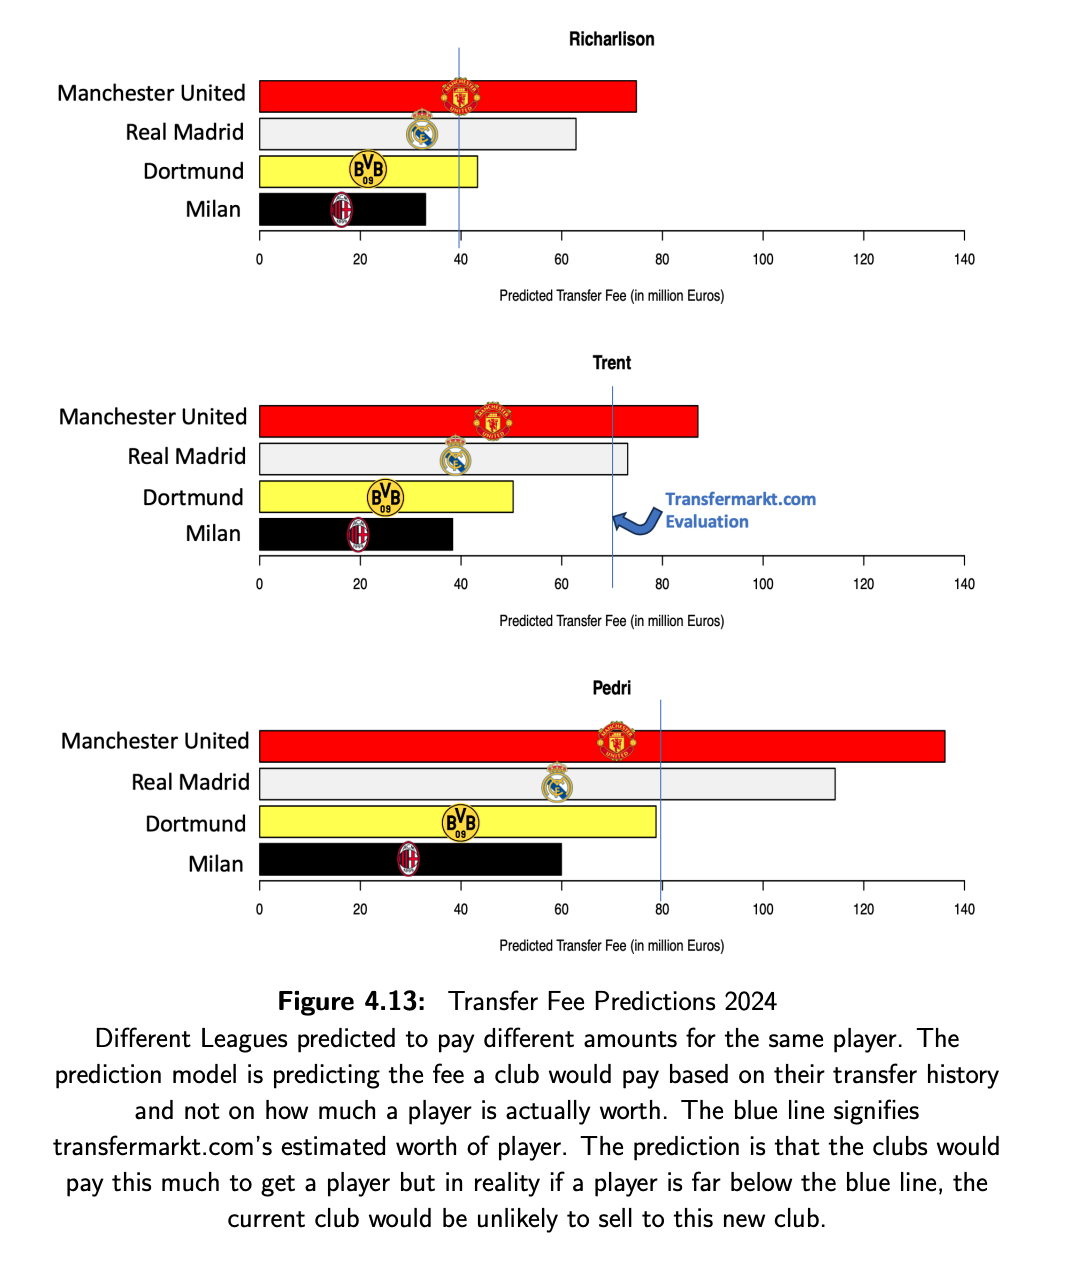 Richarlison
Manchester United
Real Madrid
Dortmund
Milan
BVB
09
0 20 40 60 80 100 120 140
Predicted Transfer Fee (in million Euros)
Trent
Manchester United
Real Madrid
Dortmund
Milan
BVB
09
Transfermarkt.com
Evaluation
0 20 40 60 80 100 120 140
Predicted Transfer Fee (in million Euros)
Pedri
Manchester United
Real Madrid
Dortmund
Milan
BVB
09
0 20 40 60 80 100 120 140
Predicted Transfer Fee (in million Euros)
Figure 4.13: Transfer Fee Predictions 2024
Different Leagues predicted to pay different amounts for the same player. The
prediction model is predicting the fee a club would pay based on their transfer history
and not on how much a player is actually worth. The blue line signifies
transfermarkt.com's estimated worth of player. The prediction is that the clubs would
pay this much to get a player but in reality if a player is far below the blue line, the
current club would be unlikely to sell to this new club.